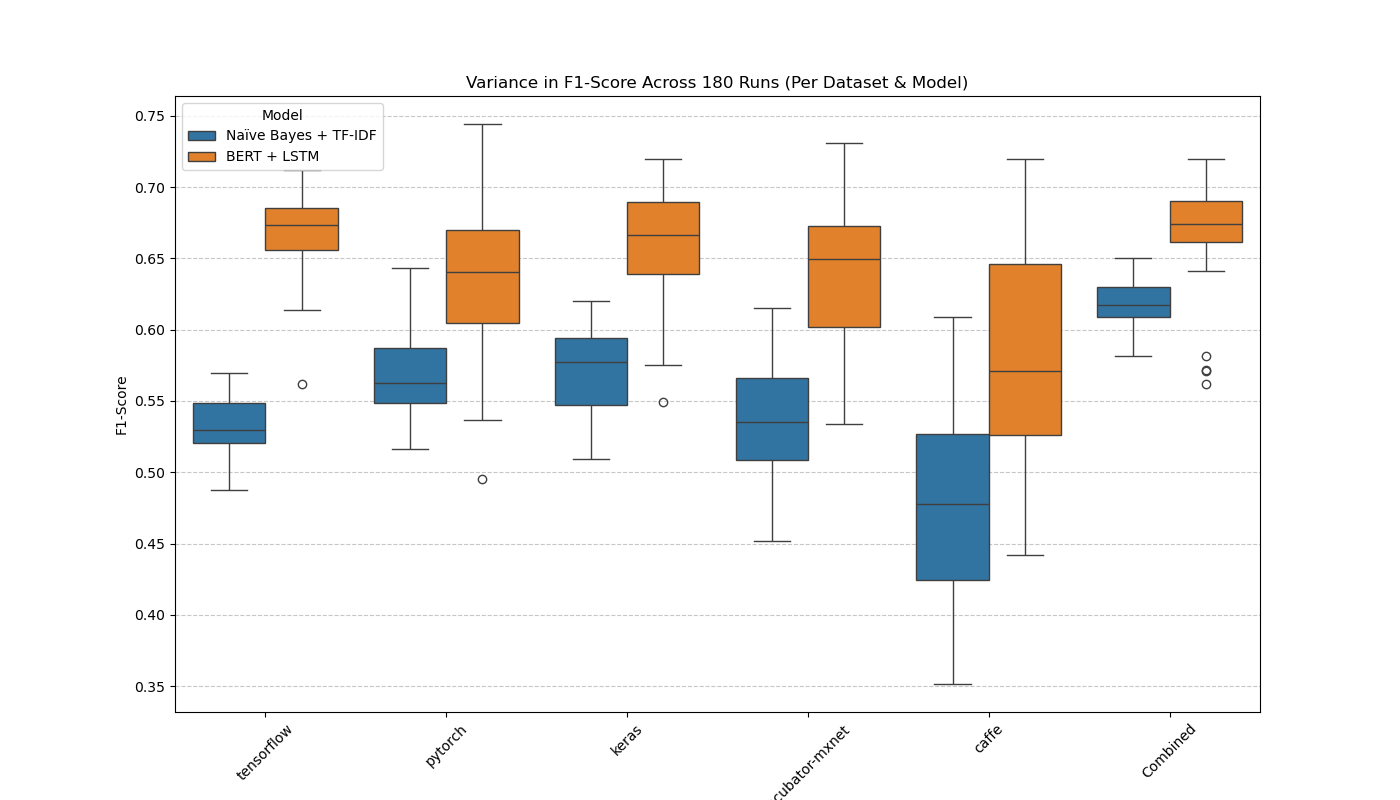 Variance in F1-Score Across 180 Runs (Per Dataset & Model)
Model
Naïve Bayes + TF-IDF
BERT + LSTM
0.75
0.70
0.65
0.60
0.55
0.50
0.45
0.40
0.35
F1-Score
tensorflow
pytorch
keras
cubator-mxnet
caffe
Combined